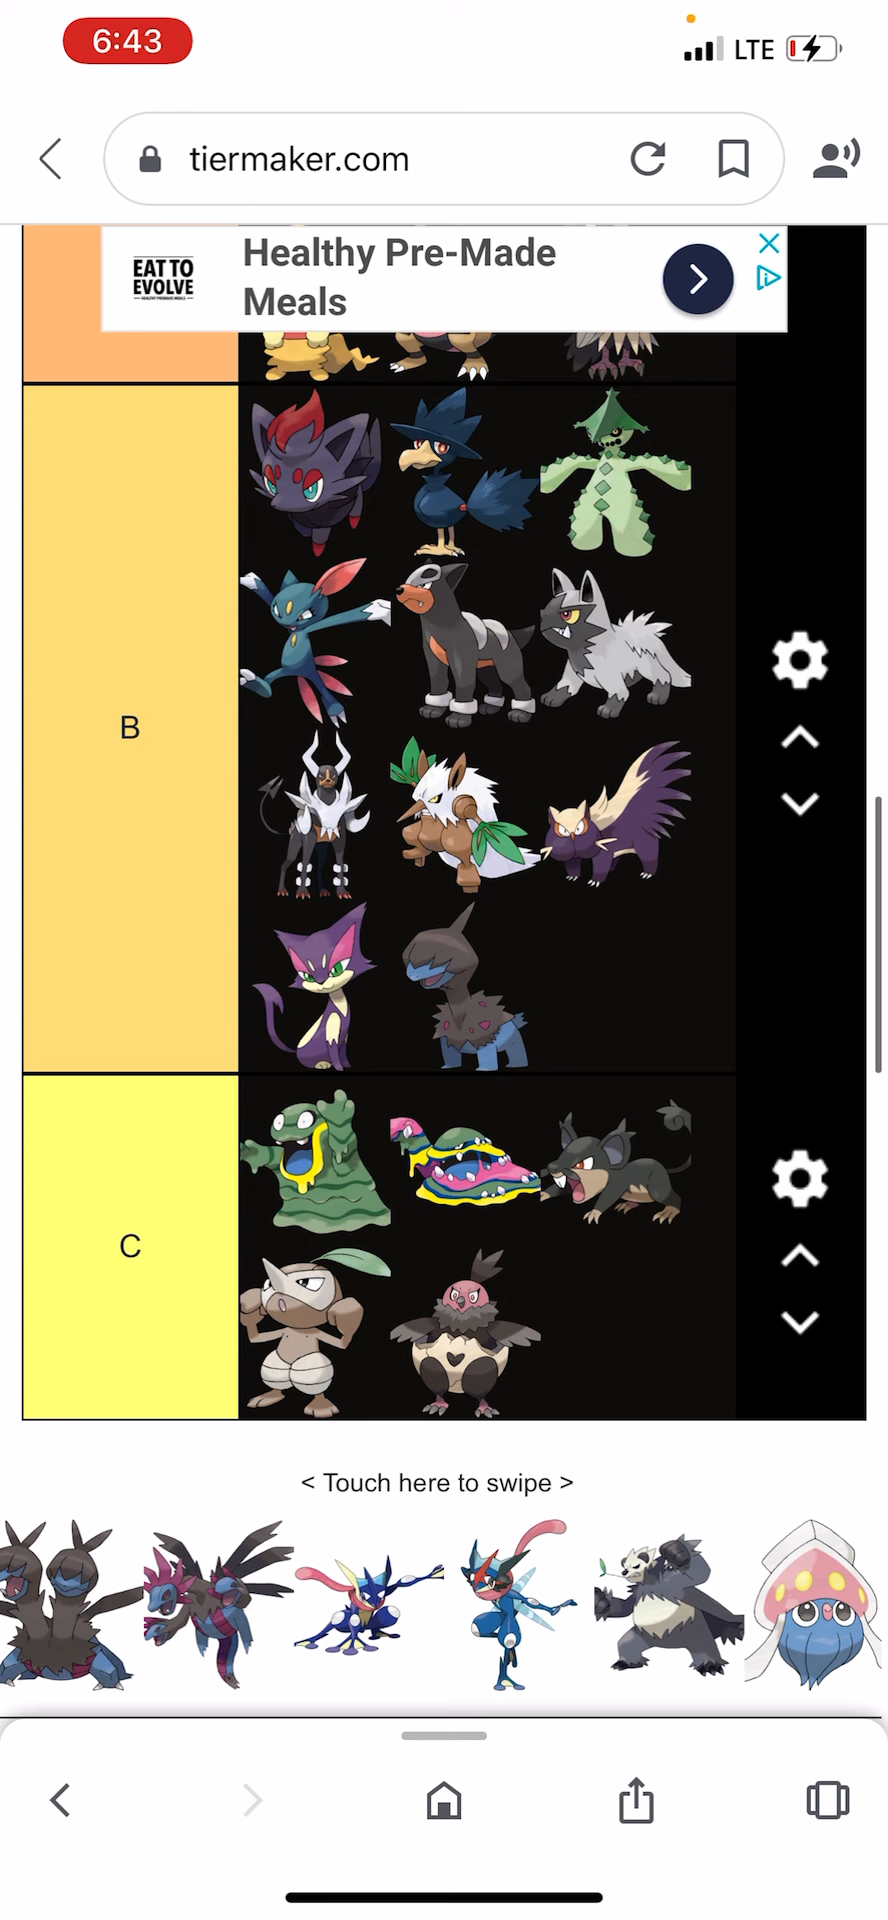 6:43
LTE
tiermaker.com
EAT TO
EVOLVE
Healthy Pre-Made
Meals
B
C
< Touch here to swipe >